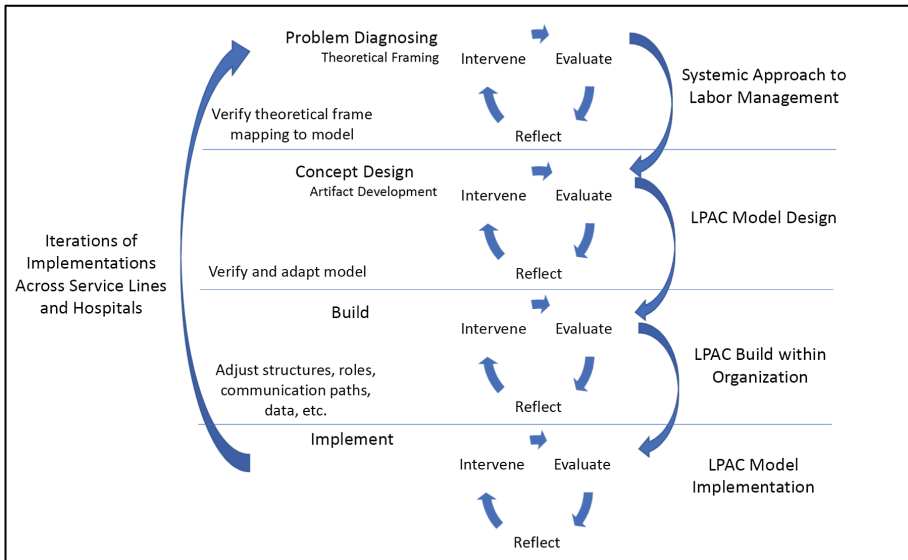 Problem Diagnosing
Theoretical Framing
Intervene
Evaluate
Reflect
Systemic Approach to
Labor Management
Verify theoretical frame
mapping to model
Concept Design
Artifact Development
Intervene
Evaluate
Reflect
LPAC Model Design
Verify and adapt model
Iterations of
Implementations
Across Service Lines
and Hospitals
Build
Intervene
Evaluate
Reflect
LPAC Build within
Organization
Adjust structures, roles,
communication paths,
data, etc.
Implement
Intervene
Evaluate
Reflect
LPAC Model
Implementation